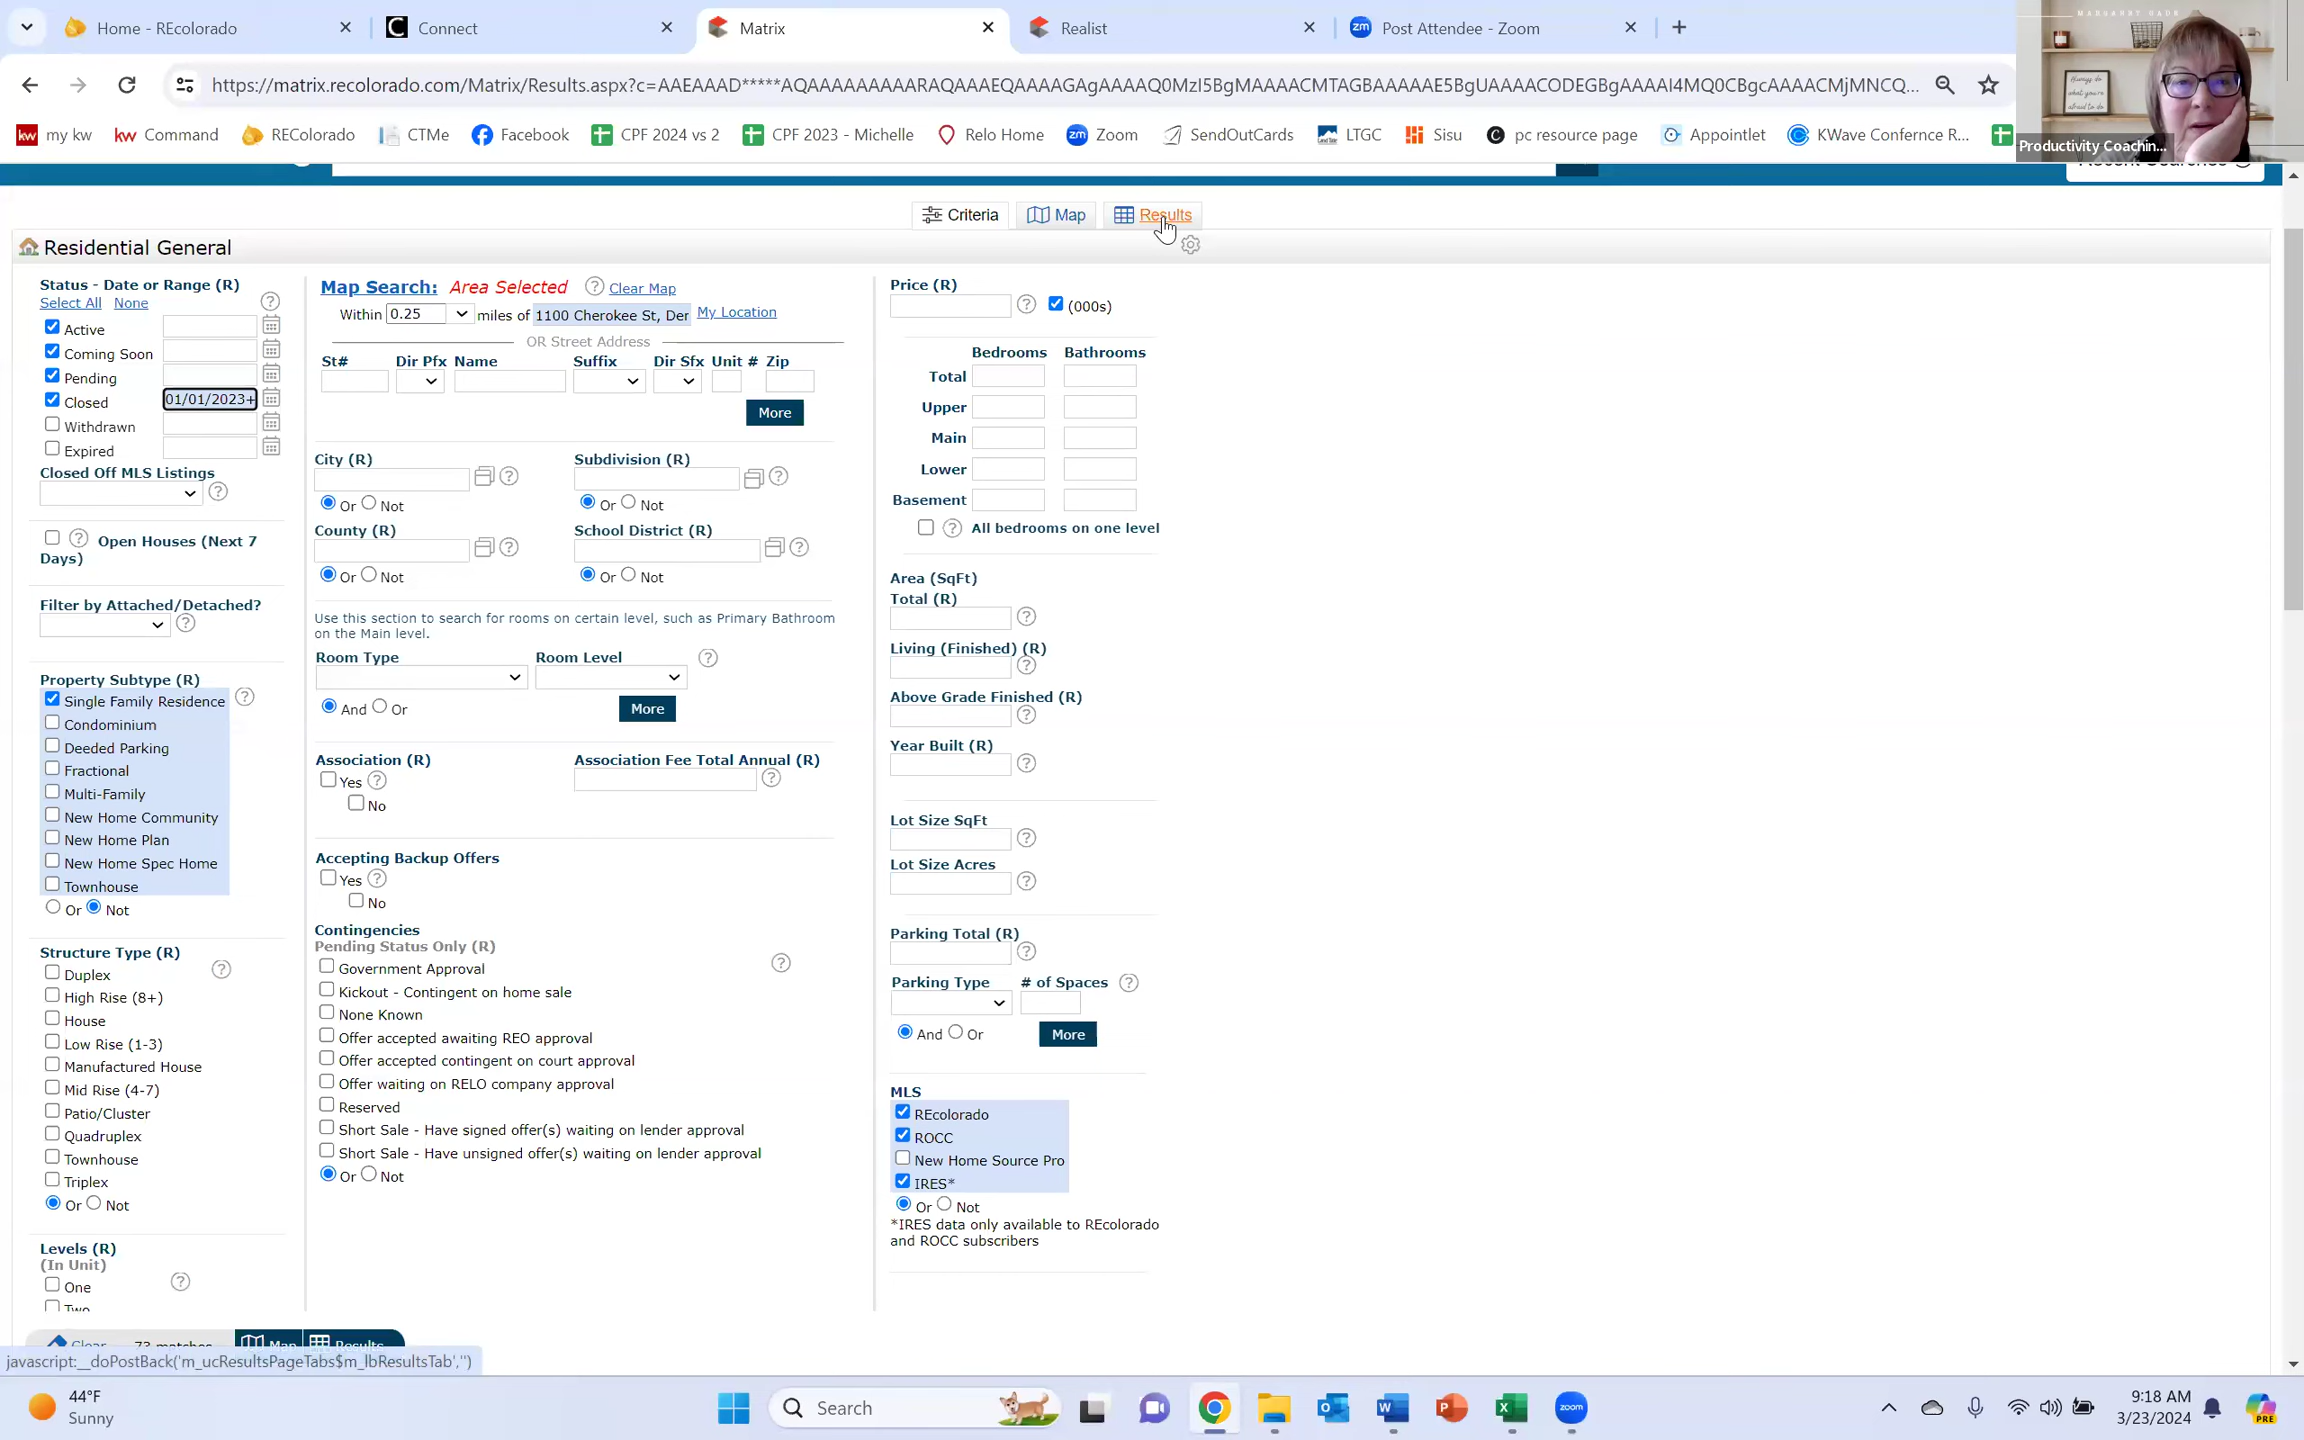 Home - REcolorado
Connect
Matrix
Realist
zm Post Attendee - Zoom
https://matrix.recolorado.com/Matrix/Results.aspx?c=AAEAAAD*****AQAAAAAAAAARAQAAAEQAAAAGAgAAAAQ0MzI5BgMAAAACMTAGBAAAAAE5BgUAAAACODEGBgAAAAI4MQ0CBgcAAAACMjMNCQ...
kw my kw
kw Command
REColorado
CTMe
Facebook
CPF 2024 vs 2
CPF 2023 - Michelle
Relo Home
zm Zoom
SendOutCards
LTGC
Sisu
pc resource page
Appointlet
KWave Confernce R...
Productivity Coachin...
Criteria
Map
Results
Residential General
Status - Date or Range (R)
Select All None
Active
Coming Soon
Pending
Closed 01/01/2023+
Withdrawn
Expired
Closed Off MLS Listings
Open Houses (Next 7
Days)
Filter by Attached/Detached?
Property Subtype (R)
Single Family Residence
Condominium
Deeded Parking
Fractional
Multi-Family
New Home Community
New Home Plan
New Home Spec Home
Townhouse
Or Not
Structure Type (R)
Duplex
High Rise (8+)
House
Low Rise (1-3)
Manufactured House
Mid Rise (4-7)
Patio/Cluster
Quadruplex
Townhouse
Triplex
Or Not
Levels (R)
(In Unit)
One
Two
Map Search: Area Selected ? Clear Map
Within 0.25 miles of 1100 Cherokee St, Der My Location
OR Street Address
St# Dir Pfx Name Suffix Dir Sfx Unit # Zip
More
City (R) Subdivision (R)
Or Not Or Not
County (R) School District (R)
Or Not Or Not
Use this section to search for rooms on certain level, such as Primary Bathroom
on the Main level.
Room Type Room Level
And Or More
Association (R) Association Fee Total Annual (R)
Yes
No
Accepting Backup Offers
Yes
No
Contingencies
Pending Status Only (R)
Government Approval
Kickout - Contingent on home sale
None Known
Offer accepted awaiting REO approval
Offer accepted contingent on court approval
Offer waiting on RELO company approval
Reserved
Short Sale - Have signed offer(s) waiting on lender approval
Short Sale - Have unsigned offer(s) waiting on lender approval
Or Not
Price (R)
(000s)
Bedrooms Bathrooms
Total
Upper
Main
Lower
Basement
All bedrooms on one level
Area (SqFt)
Total (R)
Living (Finished) (R)
Above Grade Finished (R)
Year Built (R)
Lot Size SqFt
Lot Size Acres
Parking Total (R)
Parking Type # of Spaces
And Or More
MLS
REcolorado
ROCC
New Home Source Pro
IRES*
Or Not
*IRES data only available to REcolorado
and ROCC subscribers
Clear 73 matches Map Results
javascript:__doPostBack('m_ucResultsPageTabs$m_lbResultsTab','')
44°F
Sunny
Search
zoom
9:18 AM
3/23/2024
PRE